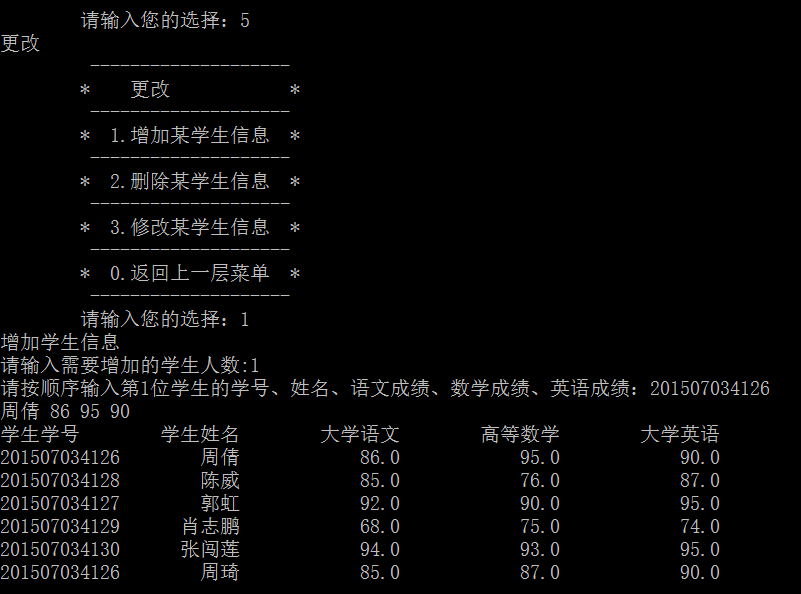 请输入您的选择：5
更改
--------------------
*    更改            *
--------------------
*  1.增加某学生信息  *
--------------------
*  2.删除某学生信息  *
--------------------
*  3.修改某学生信息  *
--------------------
*  0.返回上一层菜单  *
--------------------
请输入您的选择：1
增加学生信息
请输入需要增加的学生人数:1
请按顺序输入第1位学生的学号、姓名、语文成绩、数学成绩、英语成绩：201507034126
周倩 86 95 90
学生学号        学生姓名        大学语文        高等数学        大学英语
201507034126        周倩            86.0            95.0            90.0
201507034128        陈威            85.0            76.0            87.0
201507034127        郭虹            92.0            90.0            95.0
201507034129      肖志鹏            68.0            75.0            74.0
201507034130      张闯莲            94.0            93.0            95.0
201507034126        周琦            85.0            87.0            90.0